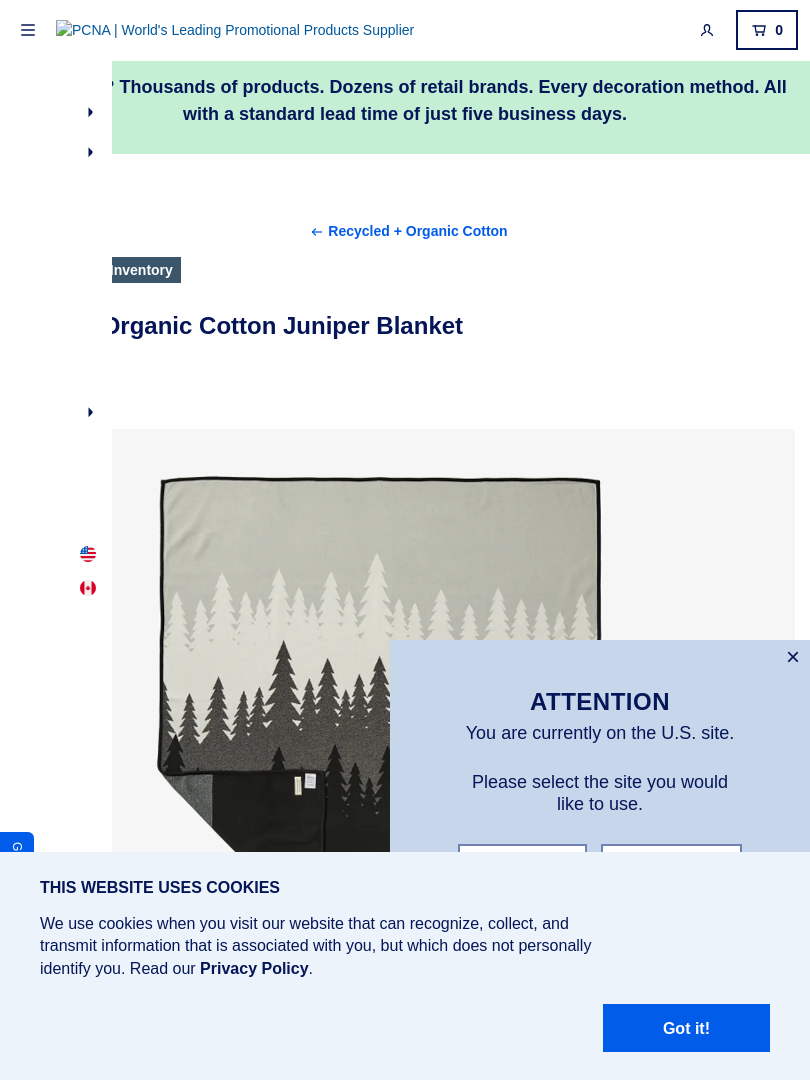 PCNA | World's Leading Promotional Products Supplier
0
? Thousands of products. Dozens of retail brands. Every decoration method. All
with a standard lead time of just five business days.
← Recycled + Organic Cotton
Inventory
Organic Cotton Juniper Blanket
ATTENTION
You are currently on the U.S. site.
Please select the site you would
like to use.
G
THIS WEBSITE USES COOKIES
We use cookies when you visit our website that can recognize, collect, and
transmit information that is associated with you, but which does not personally
identify you. Read our Privacy Policy.
Got it!